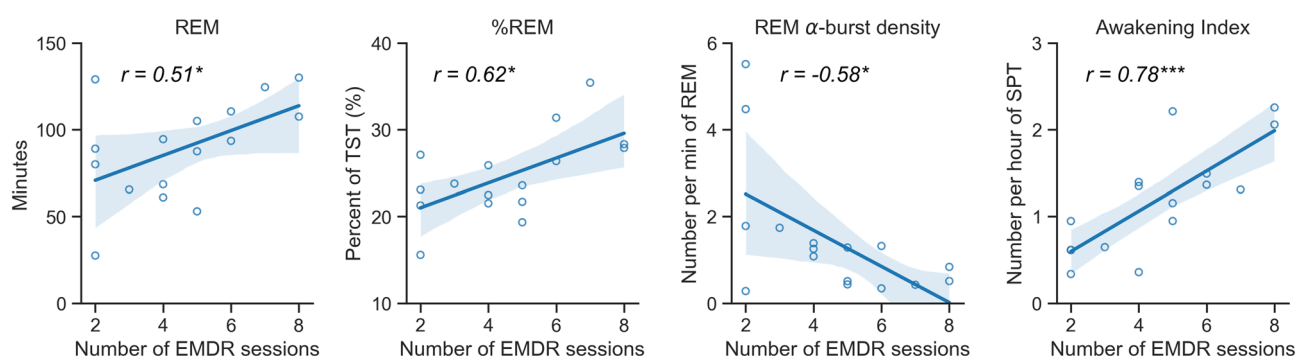 REM
r = 0.51*
Minutes
150
100
50
0
2 4 6 8
Number of EMDR sessions
%REM
r = 0.62*
Percent of TST (%)
40
30
20
10
2 4 6 8
Number of EMDR sessions
REM α-burst density
r = -0.58*
Number per min of REM
6
4
2
0
2 4 6 8
Number of EMDR sessions
Awakening Index
r = 0.78***
Number per hour of SPT
3
2
1
0
2 4 6 8
Number of EMDR sessions